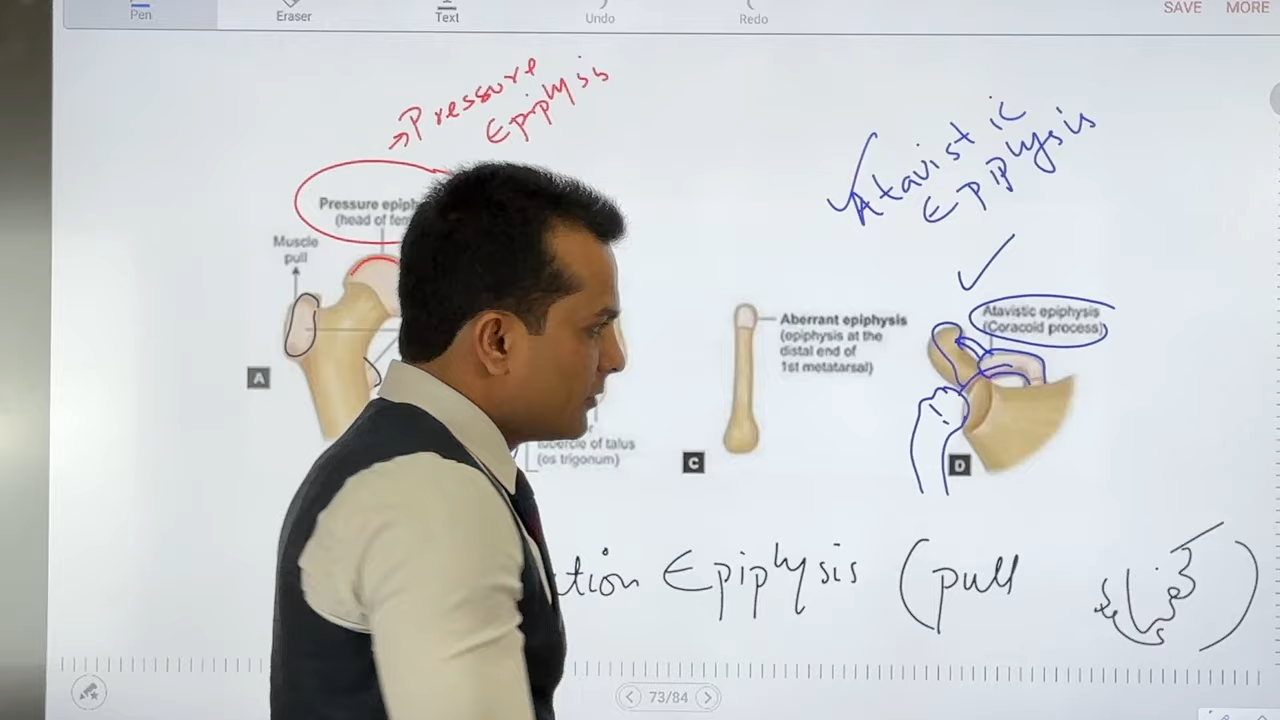 Pen
Eraser
Text
Undo
Redo
SAVE
MORE
→ Pressure
Epiphysis
Atavistic
Epiphysis
Pressure epiph
(head of fem
Muscle
pull
A
tubercle of talus
(os trigonum)
C
Aberrant epiphysis
(epiphysis at the
distal end of
1st metatarsal)
Atavistic epiphysis
(Coracoid process)
D
tion Epiphysis (pull
73/84